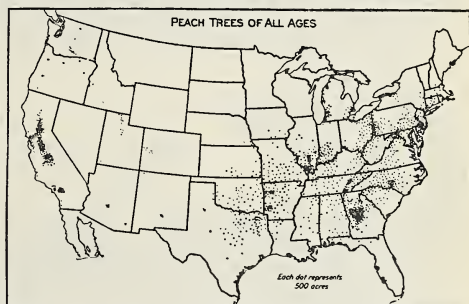 PEACH TREES OF ALL AGES
Each dot represents
500 acres